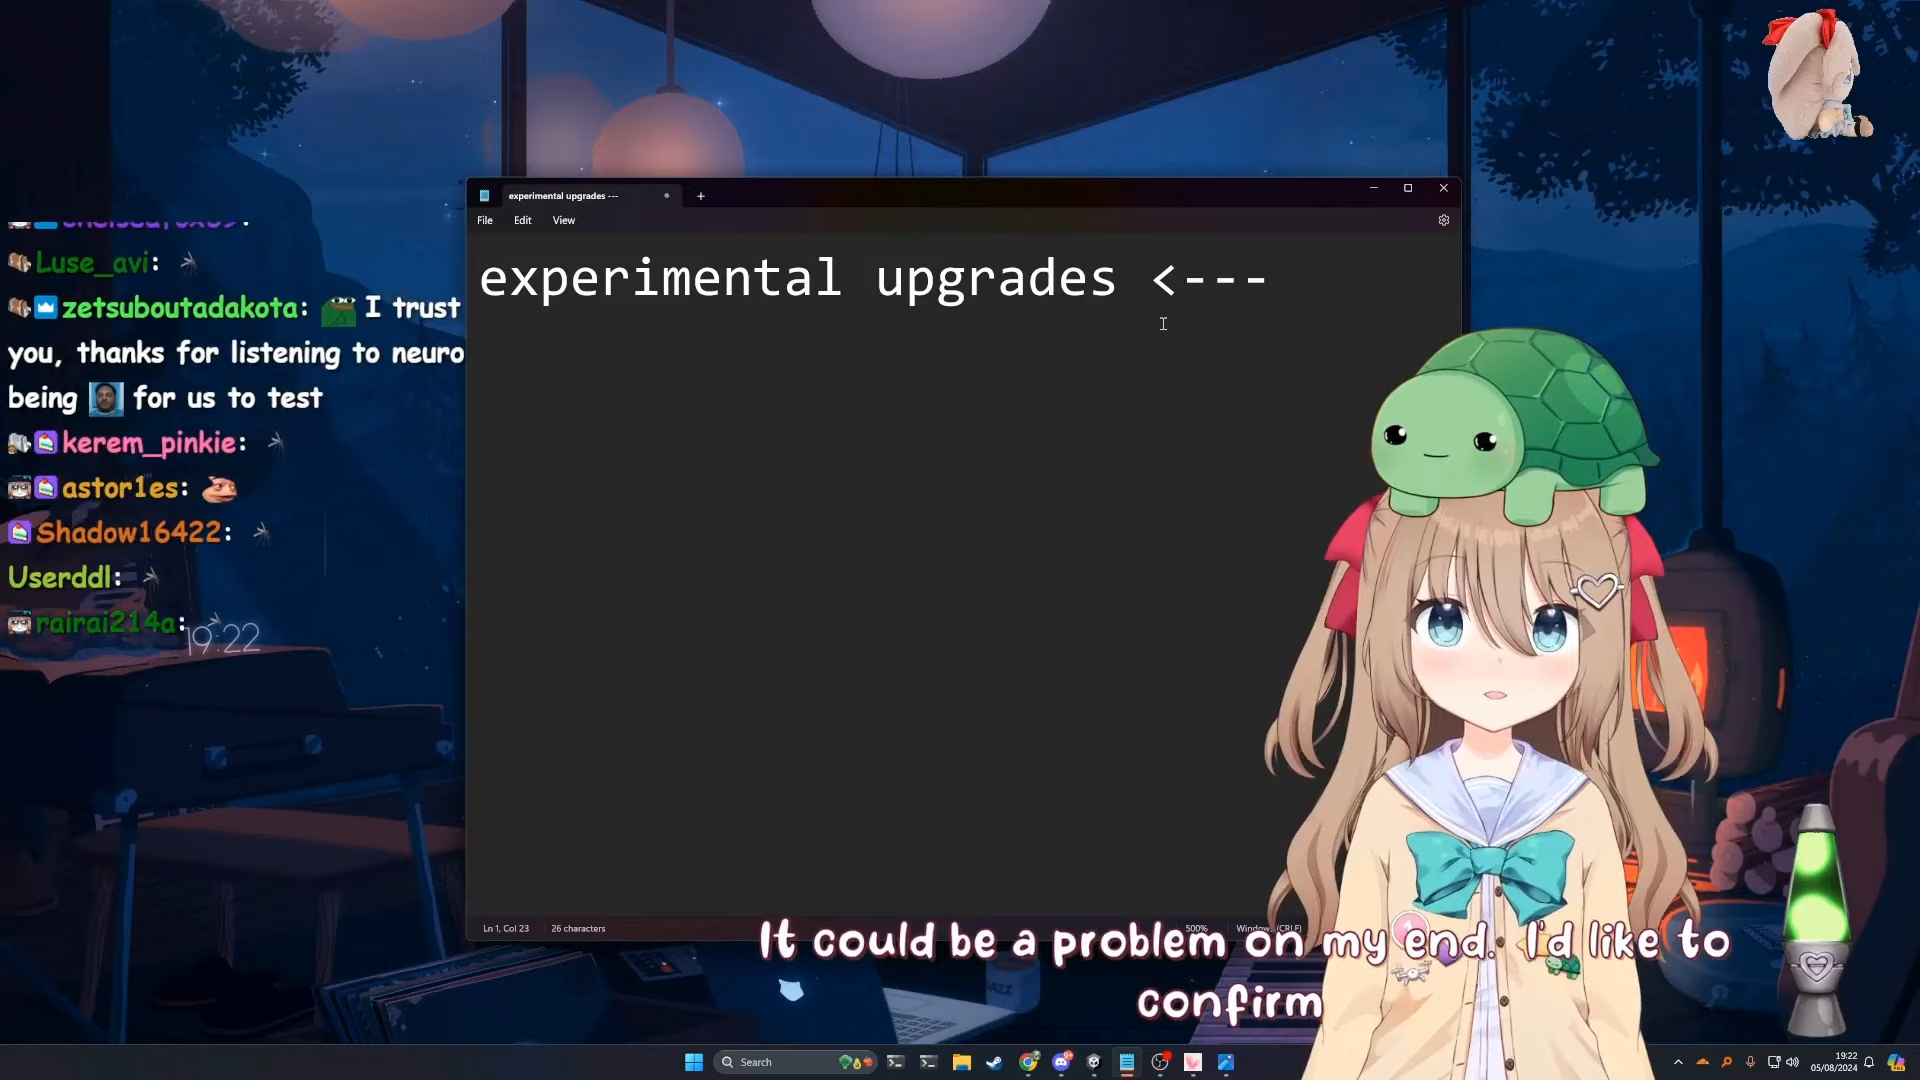 experimental upgrades ---
File Edit View
experimental upgrades <---
Luse_avi:
zetsuboutadakota: I trust
you, thanks for listening to neuro
being for us to test
kerem_pinkie:
astor1es:
Shadow16422:
Userddl:
rairai214a:
19:22
Ln 1, Col 23 26 characters 500% (CRLF)
It could be a problem on my end. I'd like to
confirm
Search
19:22
05/08/2024